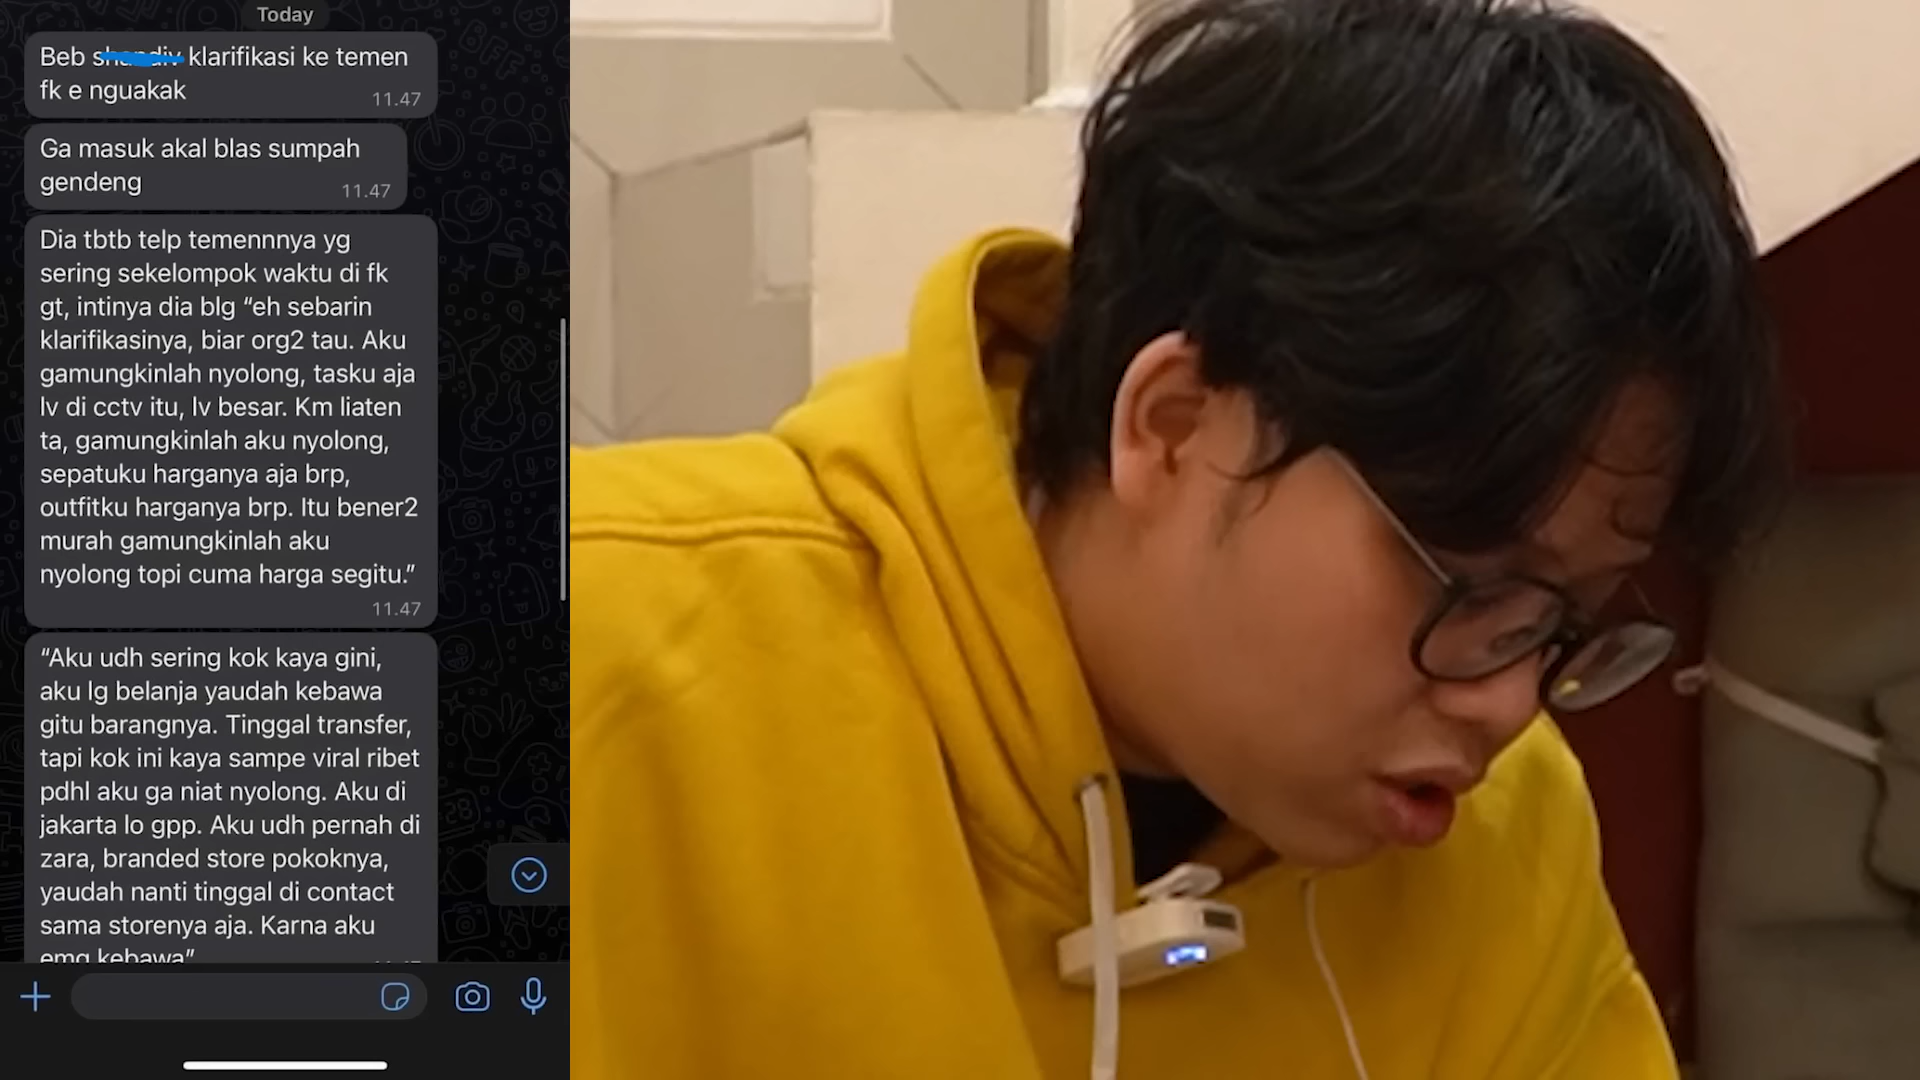 Today
Beb klarifikasi ke temen
fk e nguakak
11.47
Ga masuk akal blas sumpah
gendeng
11.47
Dia tbtb telp temennnya yg
sering sekelompok waktu di fk
gt, intinya dia blg “eh sebarin
klarifikasinya, biar org2 tau. Aku
gamungkinlah nyolong, tasku aja
lv di cctv itu, lv besar. Km liaten
ta, gamungkinlah aku nyolong,
sepatuku harganya aja brp,
outfitku harganya brp. Itu bener2
murah gamungkinlah aku
nyolong topi cuma harga segitu.”
11.47
“Aku udh sering kok kaya gini,
aku lg belanja yaudah kebawa
gitu barangnya. Tinggal transfer,
tapi kok ini kaya sampe viral ribet
pdhl aku ga niat nyolong. Aku di
jakarta lo gpp. Aku udh pernah di
zara, branded store pokoknya,
yaudah nanti tinggal di contact
sama storenya aja. Karna aku
emg kebawa”